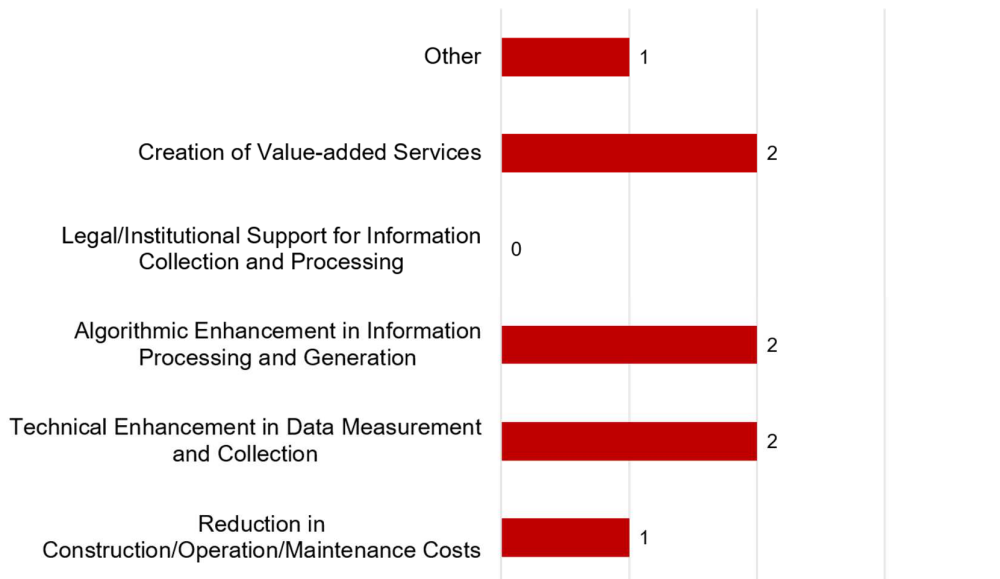 Other
1
Creation of Value-added Services
2
Legal/Institutional Support for Information
Collection and Processing
0
Algorithmic Enhancement in Information
Processing and Generation
2
Technical Enhancement in Data Measurement
and Collection
2
Reduction in
Construction/Operation/Maintenance Costs
1